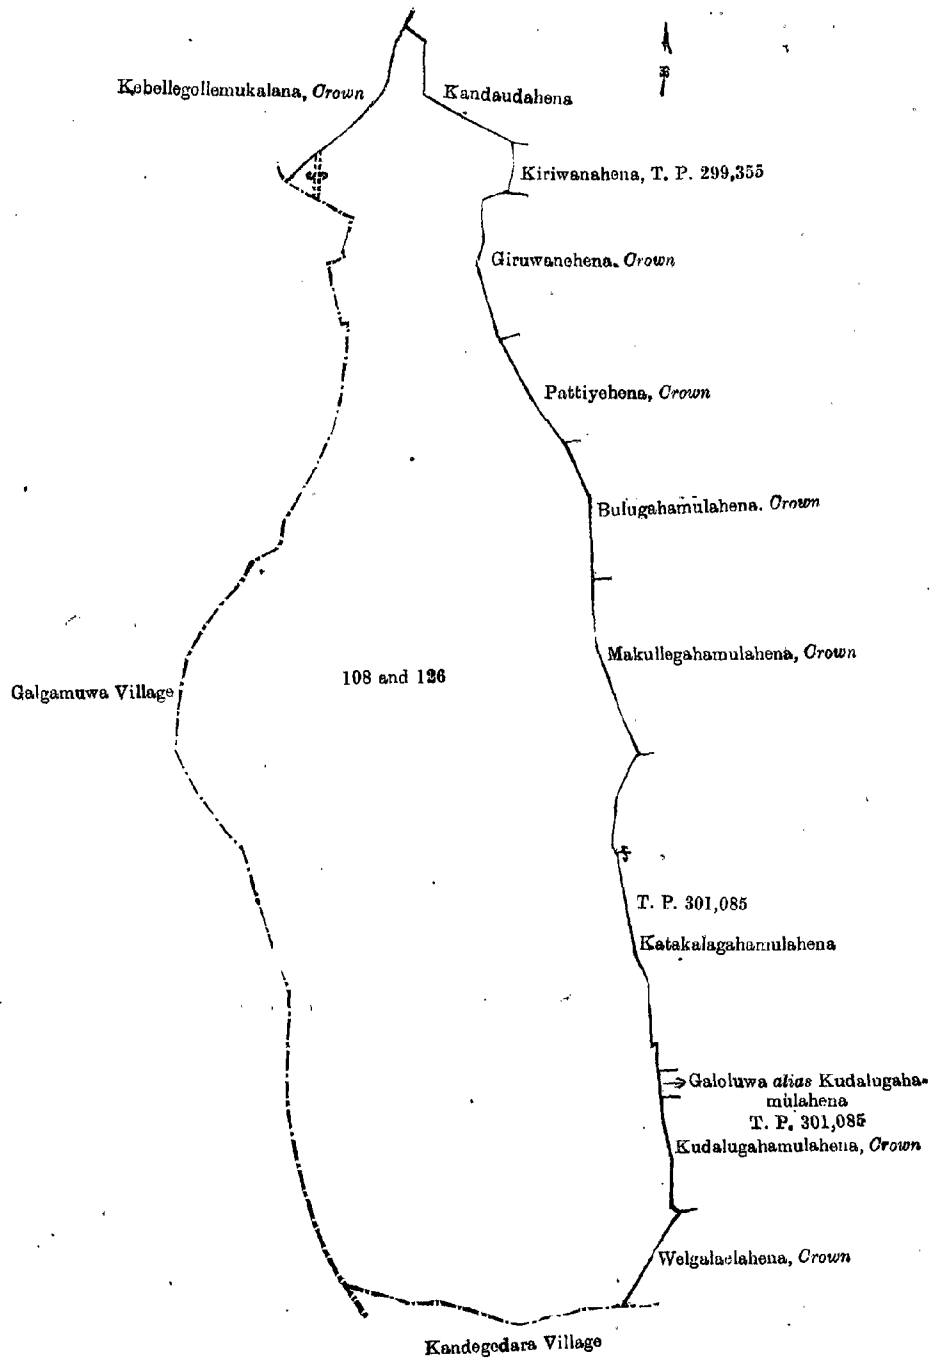 Kebellegollemukalana, Crown
Kandaudahena
Kiriwanahena, T. P. 299,355
Giruwanehena. Crown
Pattiyehena, Crown
Bulugahamulahena. Crown
Makullegahamulahena, Crown
108 and 126
Galgamuwa Village
T. P. 301,085
Katakalagahamulahena
Galoluwa alias Kudalugaha-
mulahena
T. P. 301,085
Kudalugahamulahena, Crown
Welgalaelahena, Crown
Kandegedara Village